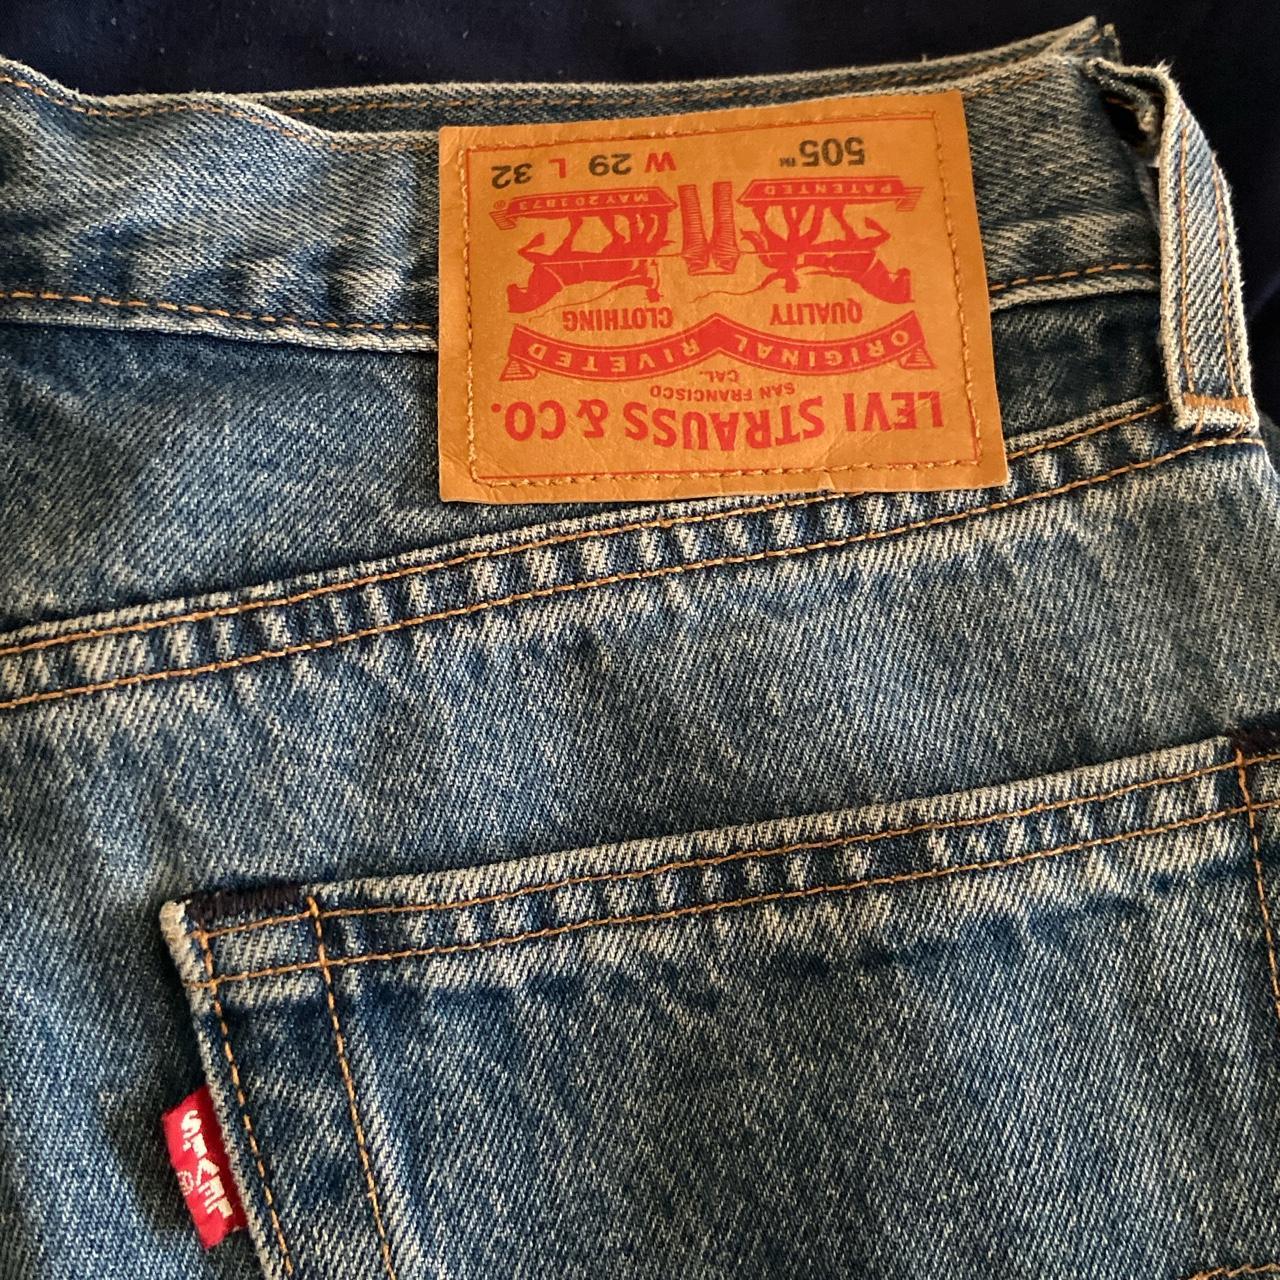 LEVI STRAUSS & CO.
SAN FRANCISCO
CAL.
ORIGINAL RIVETED
QUALITY CLOTHING
PATENTED MAY 20 1873 ®
505™ W 29 L 32
LEVI'S ®